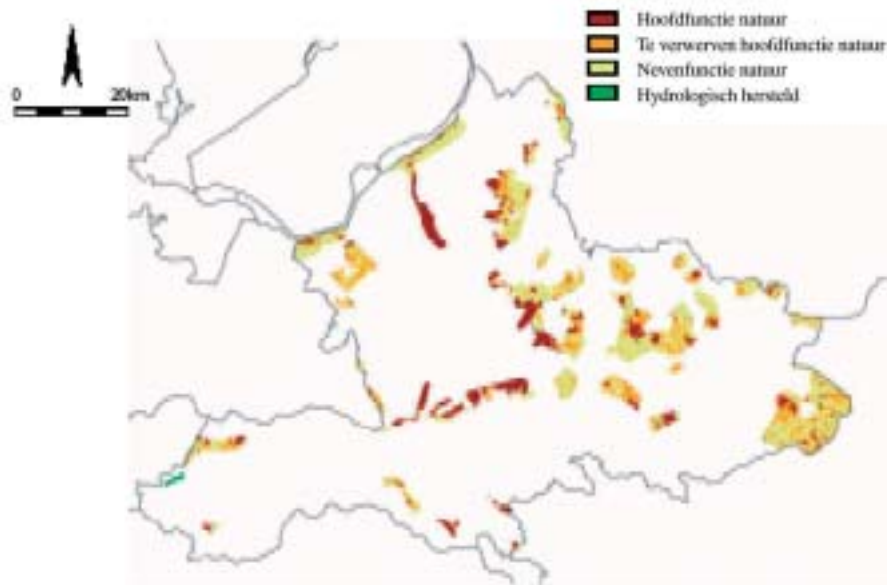 Hoofdfunctie natuur
Te verwerven hoofdfunctie natuur
Nevenfunctie natuur
Hydrologisch hersteld
0 20km